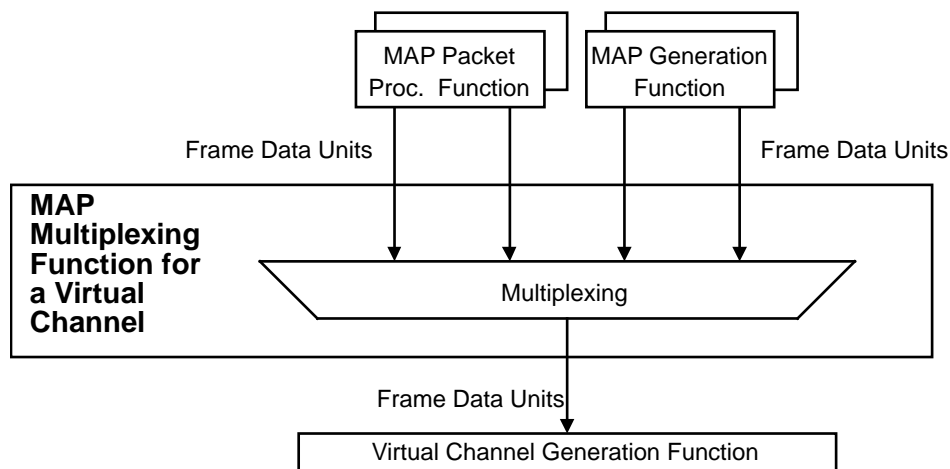 MAP Packet
Proc. Function
MAP Generation
Function
Frame Data Units
Frame Data Units
MAP
Multiplexing
Function for
a Virtual
Channel
Multiplexing
Frame Data Units
Virtual Channel Generation Function